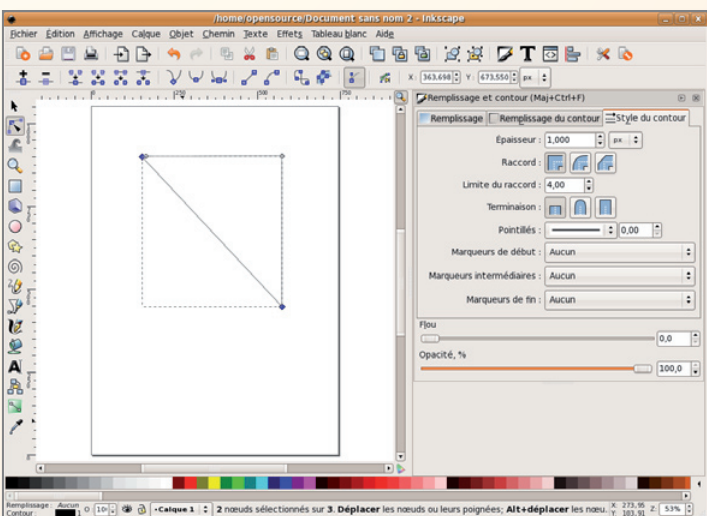 /home/opensource/Document sans nom 2 - Inkscape
Fichier Édition Affichage Calque Objet Chemin Texte Effets Tableau blanc Aide
X: 363,698 Y: 673,550 px
Remplissage et contour (Maj+Ctrl+F)
Remplissage Remplissage du contour Style du contour
Épaisseur : 1,000 px
Raccord :
Limite du raccord : 4,00
Terminaison :
Pointillés : 0,00
Marqueurs de début : Aucun
Marqueurs intermédiaires : Aucun
Marqueurs de fin : Aucun
Flou
0,0
Opacité, %
100,0
Remplissage : Aucun
Contour : 1 O 10 •Calque 1 2 nœuds sélectionnés sur 3. Déplacer les nœuds ou leurs poignées; Alt+déplacer les nœu. X: 273,95 Y: 103,91 Z: 53%